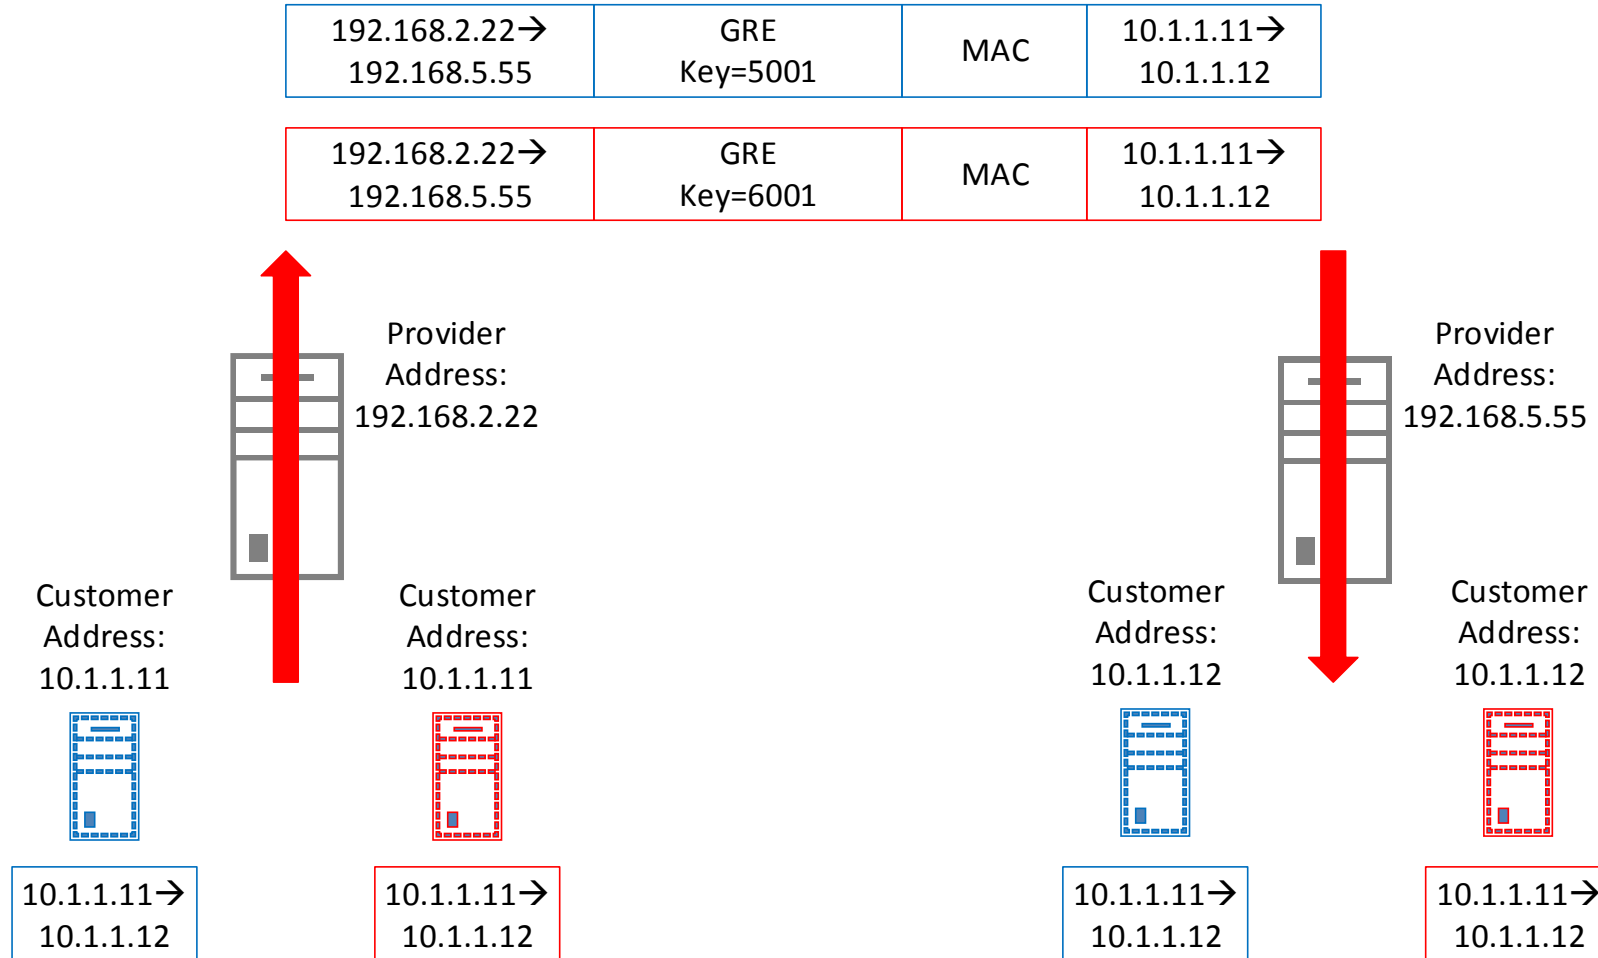 192.168.2.22→
192.168.5.55
GRE
Key=5001
MAC
10.1.1.11→
10.1.1.12
192.168.2.22→
192.168.5.55
GRE
Key=6001
MAC
10.1.1.11→
10.1.1.12
Provider
Address:
192.168.2.22
Provider
Address:
192.168.5.55
Customer
Address:
10.1.1.11
Customer
Address:
10.1.1.11
Customer
Address:
10.1.1.12
Customer
Address:
10.1.1.12
10.1.1.11→
10.1.1.12
10.1.1.11→
10.1.1.12
10.1.1.11→
10.1.1.12
10.1.1.11→
10.1.1.12